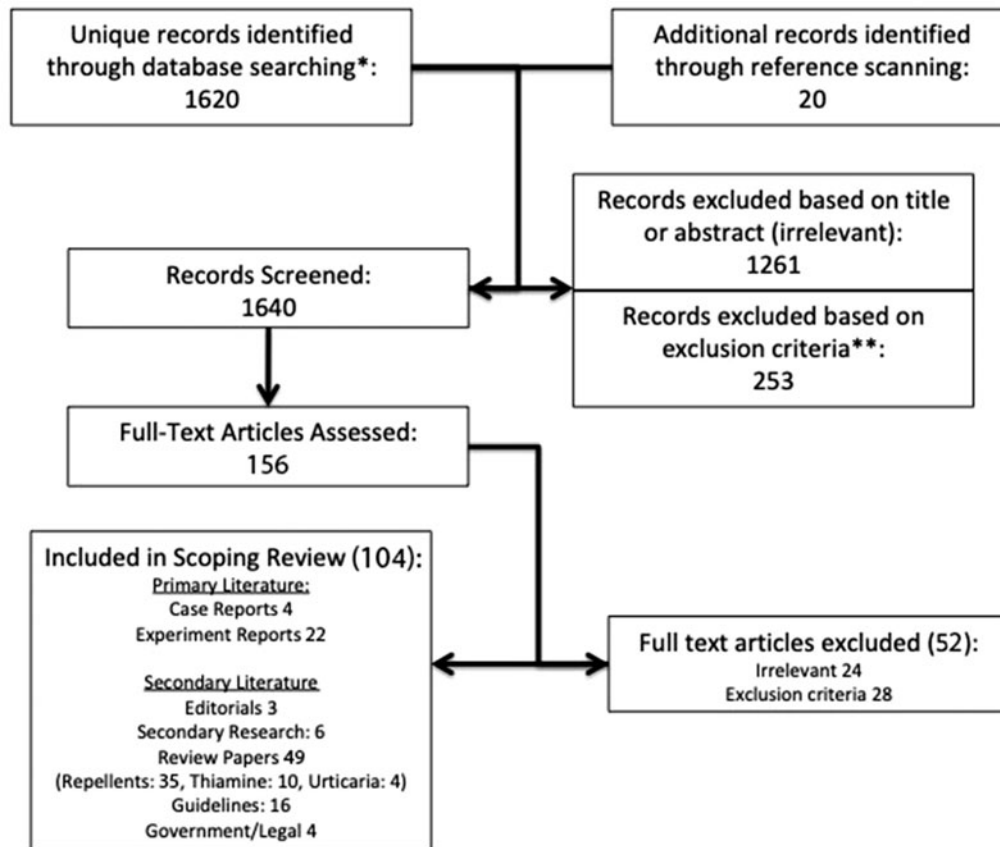 Unique records identified
through database searching*:
1620
Additional records identified
through reference scanning:
20
Records excluded based on title
or abstract (irrelevant):
1261
Records Screened:
1640
Records excluded based on
exclusion criteria**:
253
Full-Text Articles Assessed:
156
Included in Scoping Review (104):
Primary Literature:
Case Reports 4
Experiment Reports 22
Secondary Literature
Editorials 3
Secondary Research: 6
Review Papers 49
(Repellents: 35, Thiamine: 10, Urticaria: 4)
Guidelines: 16
Government/Legal 4
Full text articles excluded (52):
Irrelevant 24
Exclusion criteria 28